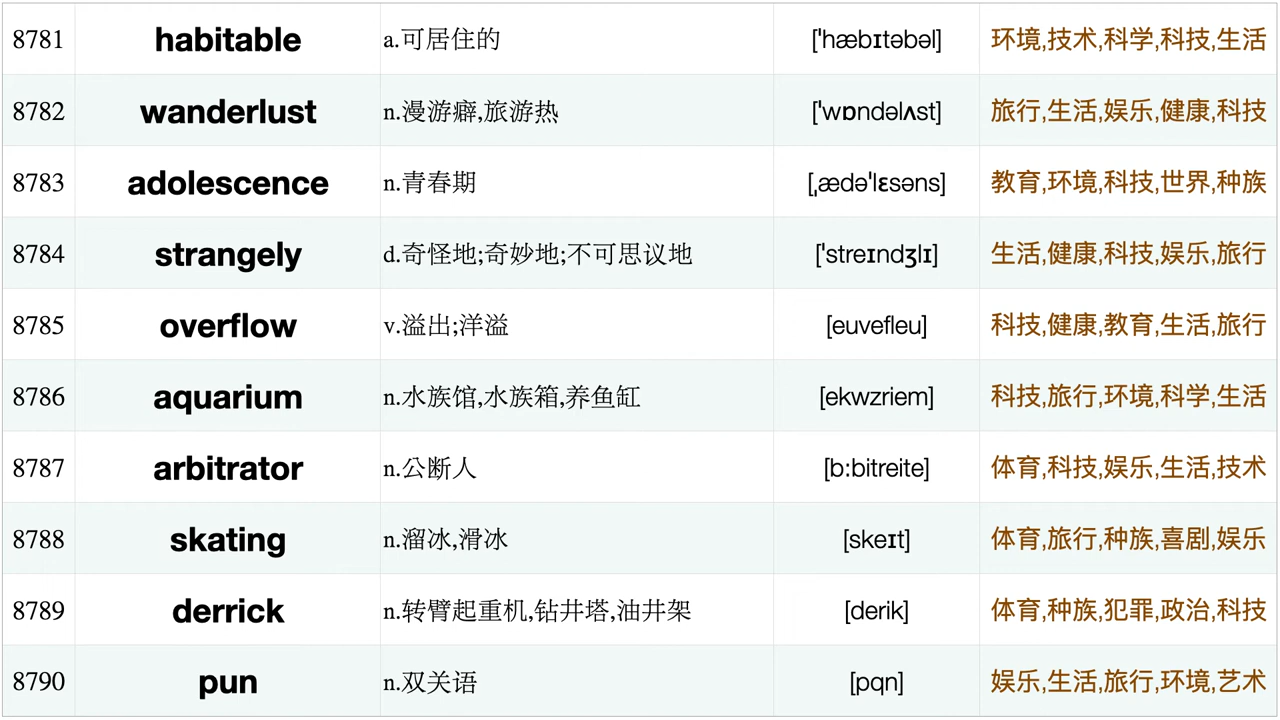 8781 habitable a.可居住的 ['hæbɪtəbəl] 环境,技术,科学,科技,生活
8782 wanderlust n.漫游癖,旅游热 ['wɒndəlʌst] 旅行,生活,娱乐,健康,科技
8783 adolescence n.青春期 [ˌædə'lɛsəns] 教育,环境,科技,世界,种族
8784 strangely d.奇怪地;奇妙地;不可思议地 ['streɪndʒlɪ] 生活,健康,科技,娱乐,旅行
8785 overflow v.溢出;洋溢 [euvefleu] 科技,健康,教育,生活,旅行
8786 aquarium n.水族馆,水族箱,养鱼缸 [ekwzriem] 科技,旅行,环境,科学,生活
8787 arbitrator n.公断人 [b:bitreite] 体育,科技,娱乐,生活,技术
8788 skating n.溜冰,滑冰 [skeɪt] 体育,旅行,种族,喜剧,娱乐
8789 derrick n.转臂起重机,钻井塔,油井架 [derik] 体育,种族,犯罪,政治,科技
8790 pun n.双关语 [pqn] 娱乐,生活,旅行,环境,艺术